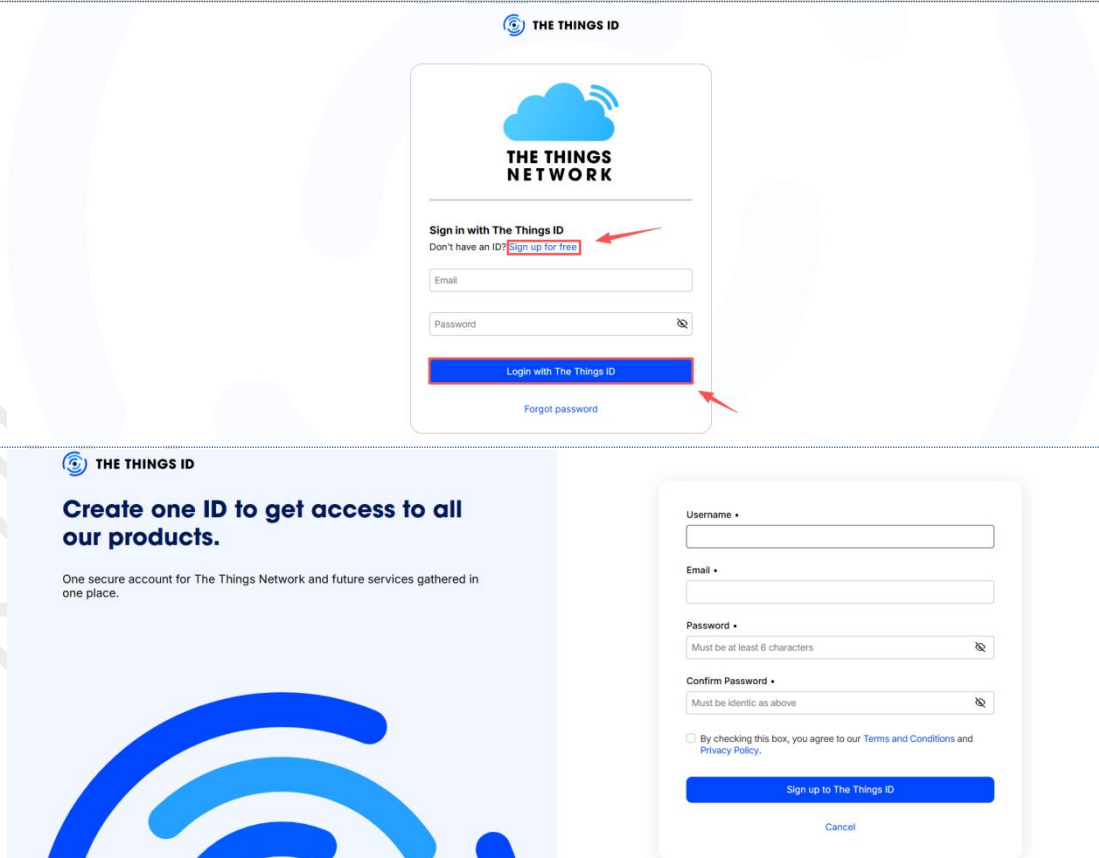 THE THINGS ID
THE THINGS
NETWORK
Sign in with The Things ID
Don't have an ID? Sign up for free
Email
Password
Login with The Things ID
Forgot password
THE THINGS ID
Create one ID to get access to all
our products.
One secure account for The Things Network and future services gathered in
one place.
Username •
Email •
Password •
Must be at least 6 characters
Confirm Password •
Must be identic as above
By checking this box, you agree to our Terms and Conditions and
Privacy Policy.
Sign up to The Things ID
Cancel